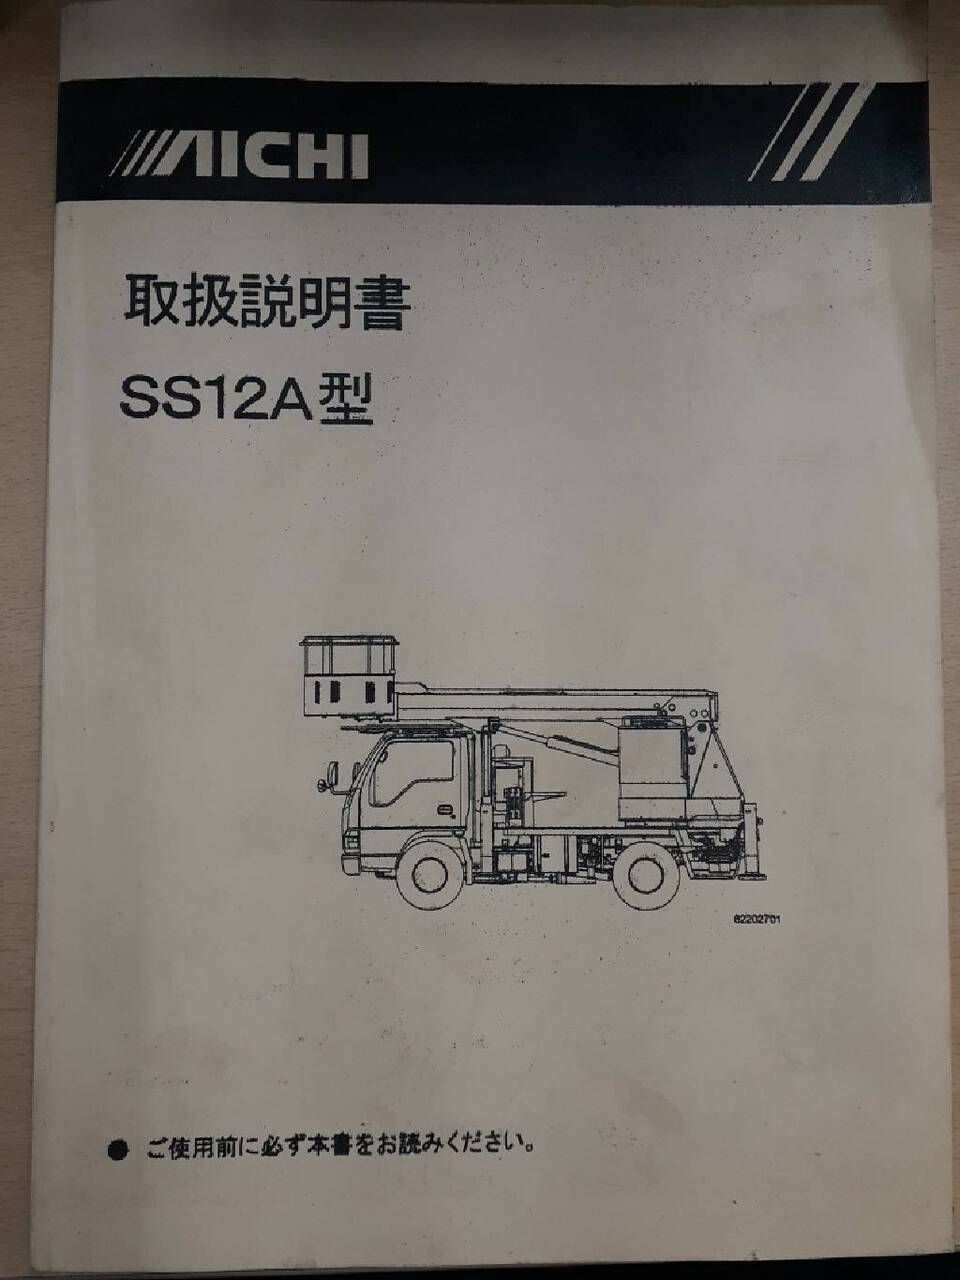 AICHI
取扱説明書
SS12A型
82202701
● ご使用前に必ず本書をお読みください。